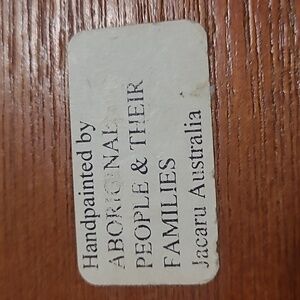 Handpainted by
ABORIGINAL
PEOPLE & THEIR
FAMILIES
Jacaru Australia